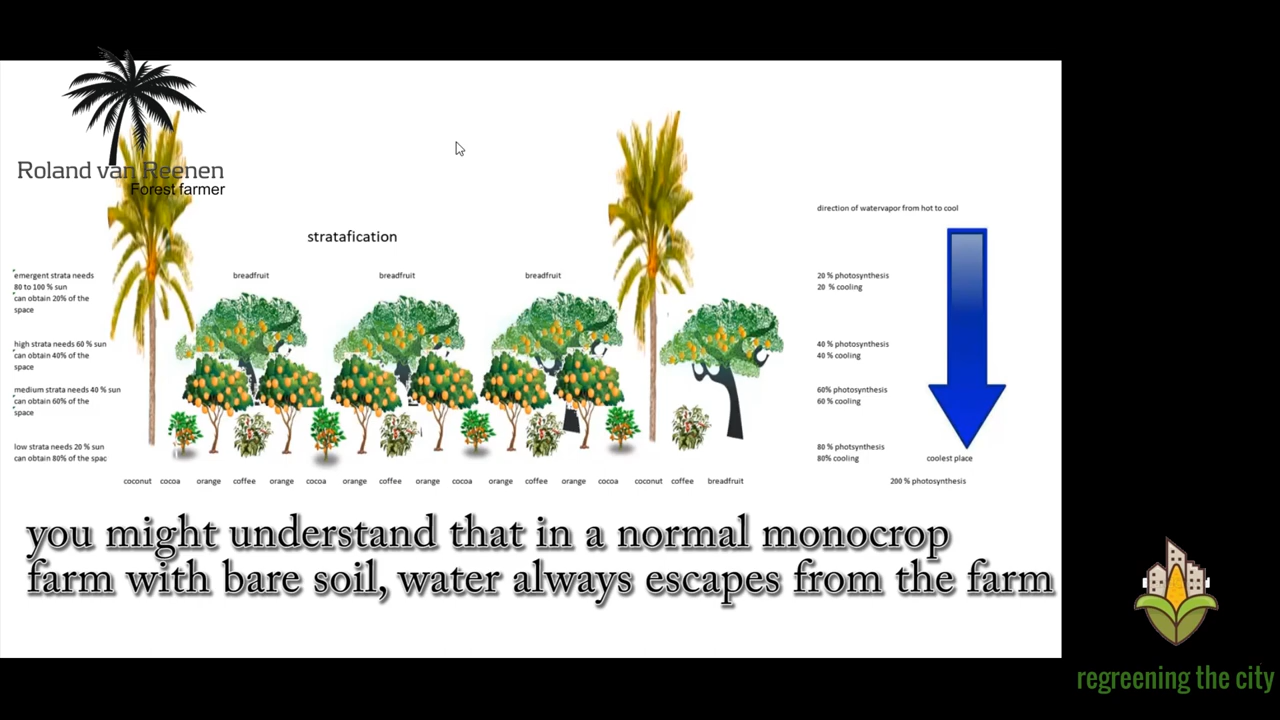 Roland van Reenen
Forest farmer
direction of watervapor from hot to cool
stratafication
emergent strata needs
80 to 100 % sun
can obtain 20% of the
space
breadfruit
breadfruit
breadfruit
20 % photosynthesis
20 % cooling
high strata needs 60 % sun
can obtain 40% of the
space
40 % photosynthesis
40 % cooling
medium strata needs 40 % sun
can obtain 60% of the
space
60% photosynthesis
60 % cooling
low strata needs 20 % sun
can obtain 80% of the spac
80 % photosynthesis
80% cooling
coolest place
coconut cocoa orange coffee orange cocoa orange coffee orange cocoa orange coffee orange cocoa coconut coffee breadfruit
200 % photosynthesis
you might understand that in a normal monocrop
farm with bare soil, water always escapes from the farm
regreening the city